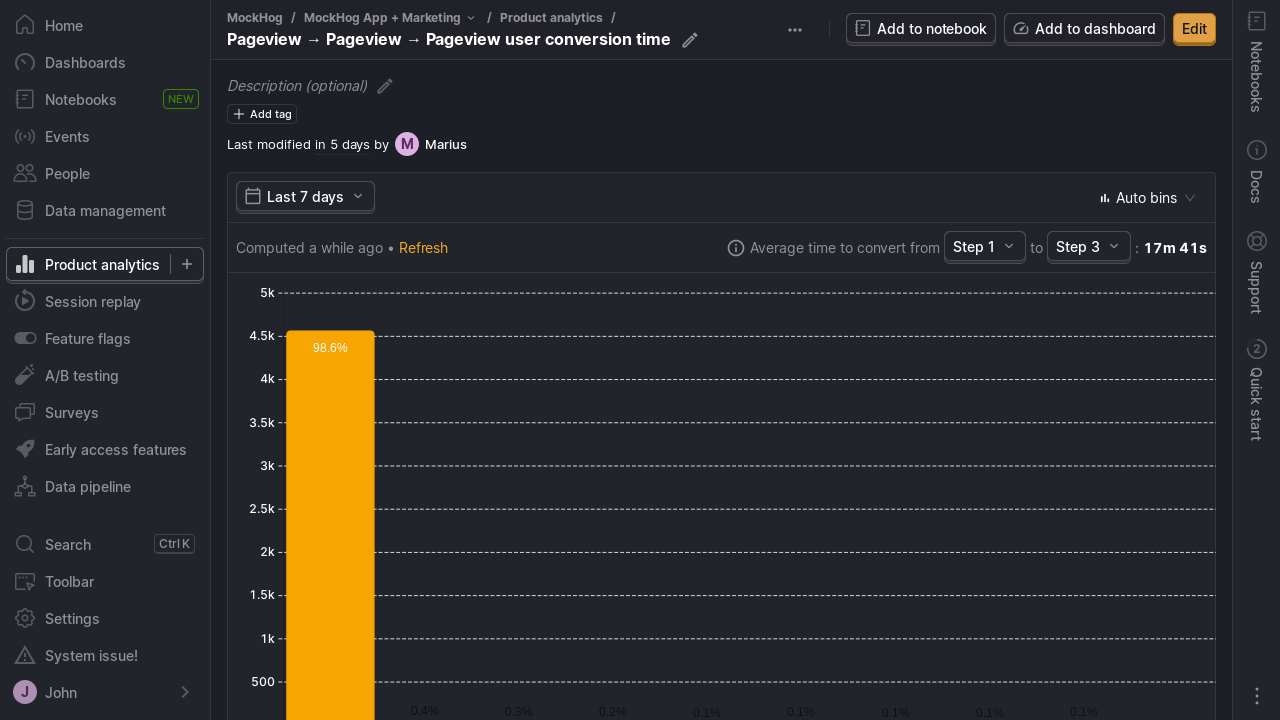 Home
Dashboards
Notebooks NEW
Events
People
Data management
Product analytics
Session replay
Feature flags
A/B testing
Surveys
Early access features
Data pipeline
Search Ctrl K
Toolbar
Settings
System issue!
J John
MockHog / MockHog App + Marketing / Product analytics /
Pageview → Pageview → Pageview user conversion time
Add to notebook Add to dashboard Edit
Description (optional)
Add tag
Last modified in 5 days by M Marius
Last 7 days Auto bins
Computed a while ago • Refresh
Average time to convert from Step 1 to Step 3 : 17m 41s
5k
4.5k
4k
3.5k
3k
2.5k
2k
1.5k
1k
500
98.6%
0.4% 0.3% 0.2% 0.1% 0.1% 0.1% 0.1% 0.1%
Notebooks
Docs
Support
2 Quick start